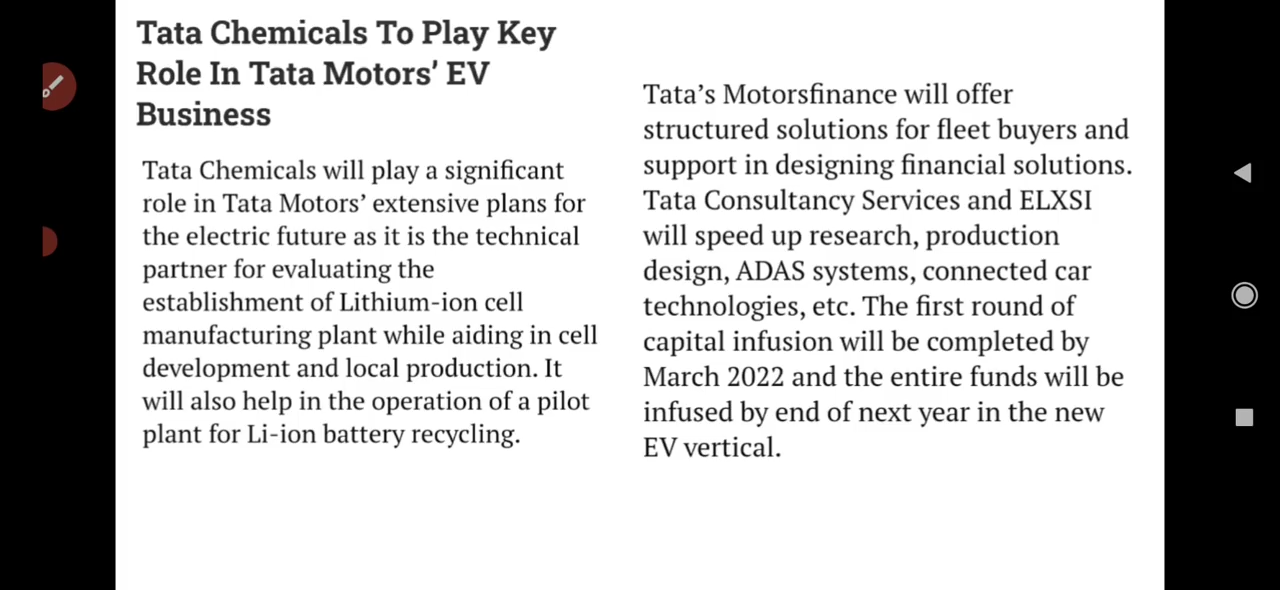 Tata Chemicals To Play Key
Role In Tata Motors’ EV
Business
Tata Chemicals will play a significant
role in Tata Motors’ extensive plans for
the electric future as it is the technical
partner for evaluating the
establishment of Lithium-ion cell
manufacturing plant while aiding in cell
development and local production. It
will also help in the operation of a pilot
plant for Li-ion battery recycling.
Tata’s Motorsfinance will offer
structured solutions for fleet buyers and
support in designing financial solutions.
Tata Consultancy Services and ELXSI
will speed up research, production
design, ADAS systems, connected car
technologies, etc. The first round of
capital infusion will be completed by
March 2022 and the entire funds will be
infused by end of next year in the new
EV vertical.